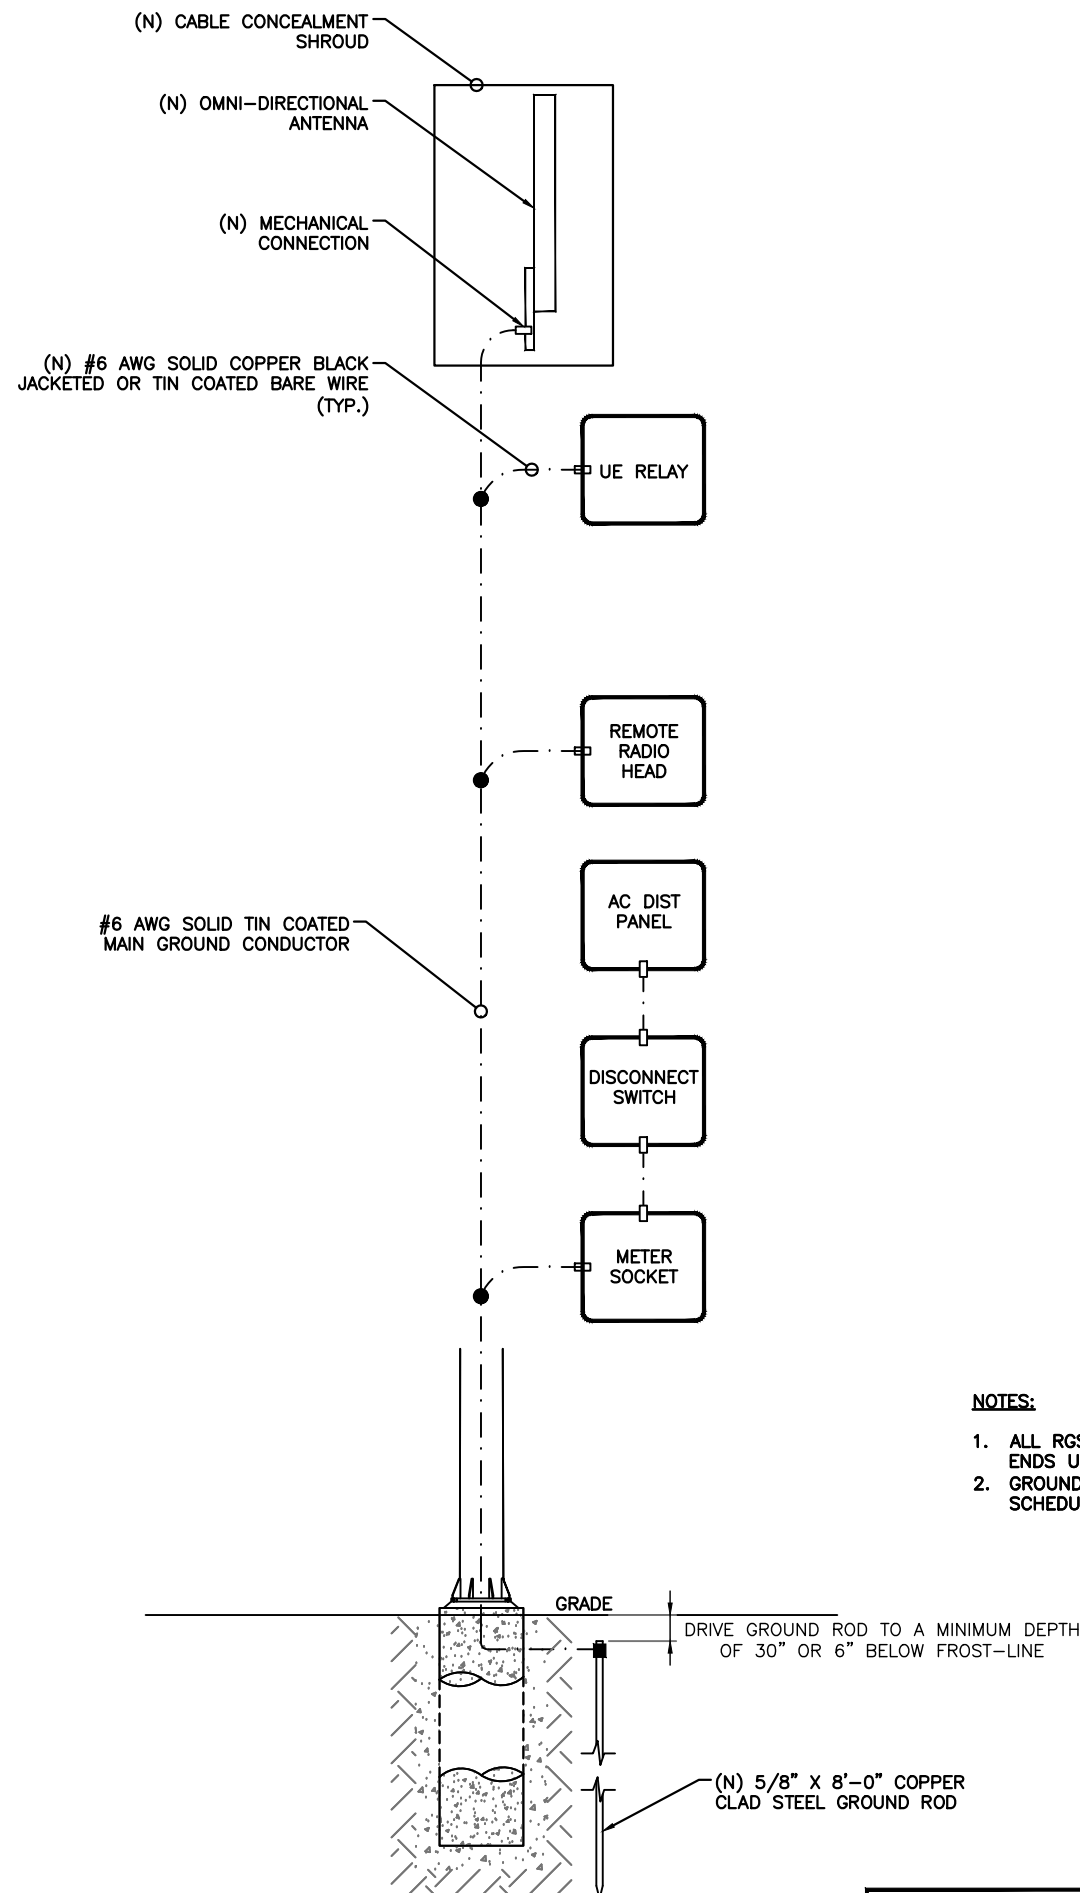 (N) CABLE CONCEALMENT
SHROUD
(N) OMNI-DIRECTIONAL
ANTENNA
(N) MECHANICAL
CONNECTION
(N) #6 AWG SOLID COPPER BLACK
JACKETED OR TIN COATED BARE WIRE
(TYP.)
UE RELAY
REMOTE
RADIO
HEAD
AC DIST
PANEL
#6 AWG SOLID TIN COATED
MAIN GROUND CONDUCTOR
DISCONNECT
SWITCH
METER
SOCKET
NOTES:
1. ALL RGS
ENDS U
2. GROUND
SCHEDU
GRADE
DRIVE GROUND ROD TO A MINIMUM DEPTH
OF 30" OR 6" BELOW FROST-LINE
(N) 5/8" X 8'-0" COPPER
CLAD STEEL GROUND ROD